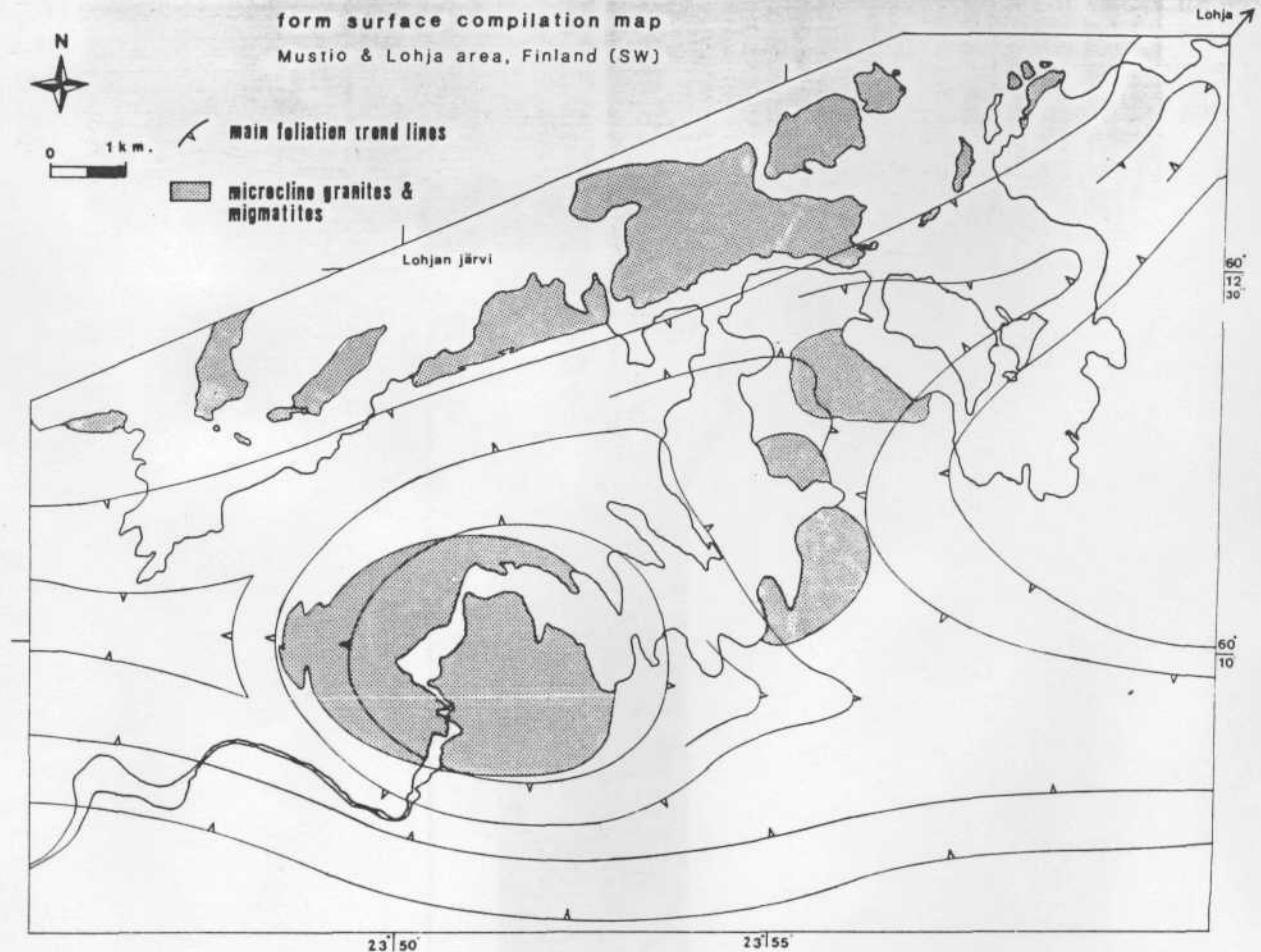 form surface compilation map
Mustio & Lohja area, Finland (SW)
Lohja
N
main foliation trend lines
0 1 km.
microcline granites &
migmatites
Lohjan järvi
60°
12
30"
60°
10
23°50'
23°55'